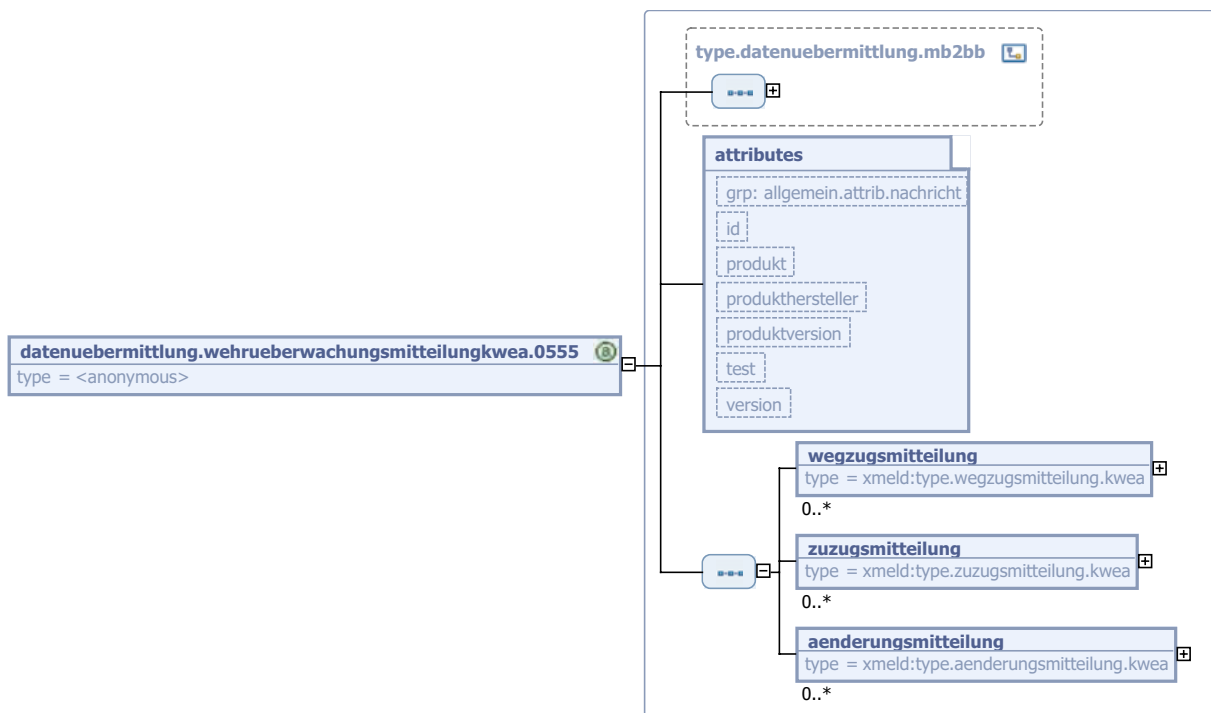 type.datenuebermittlung.mb2bb
attributes
grp: allgemein.attrib.nachricht
id
produkt
produkthersteller
produktversion
test
version
datenuebermittlung.wehrueberwachungsmitteilungkwea.0555
type = <anonymous>
wegzugsmitteilung
type = xmeld:type.wegzugsmitteilung.kwea
0..*
zuzugsmitteilung
type = xmeld:type.zuzugsmitteilung.kwea
0..*
aenderungsmitteilung
type = xmeld:type.aenderungsmitteilung.kwea
0..*